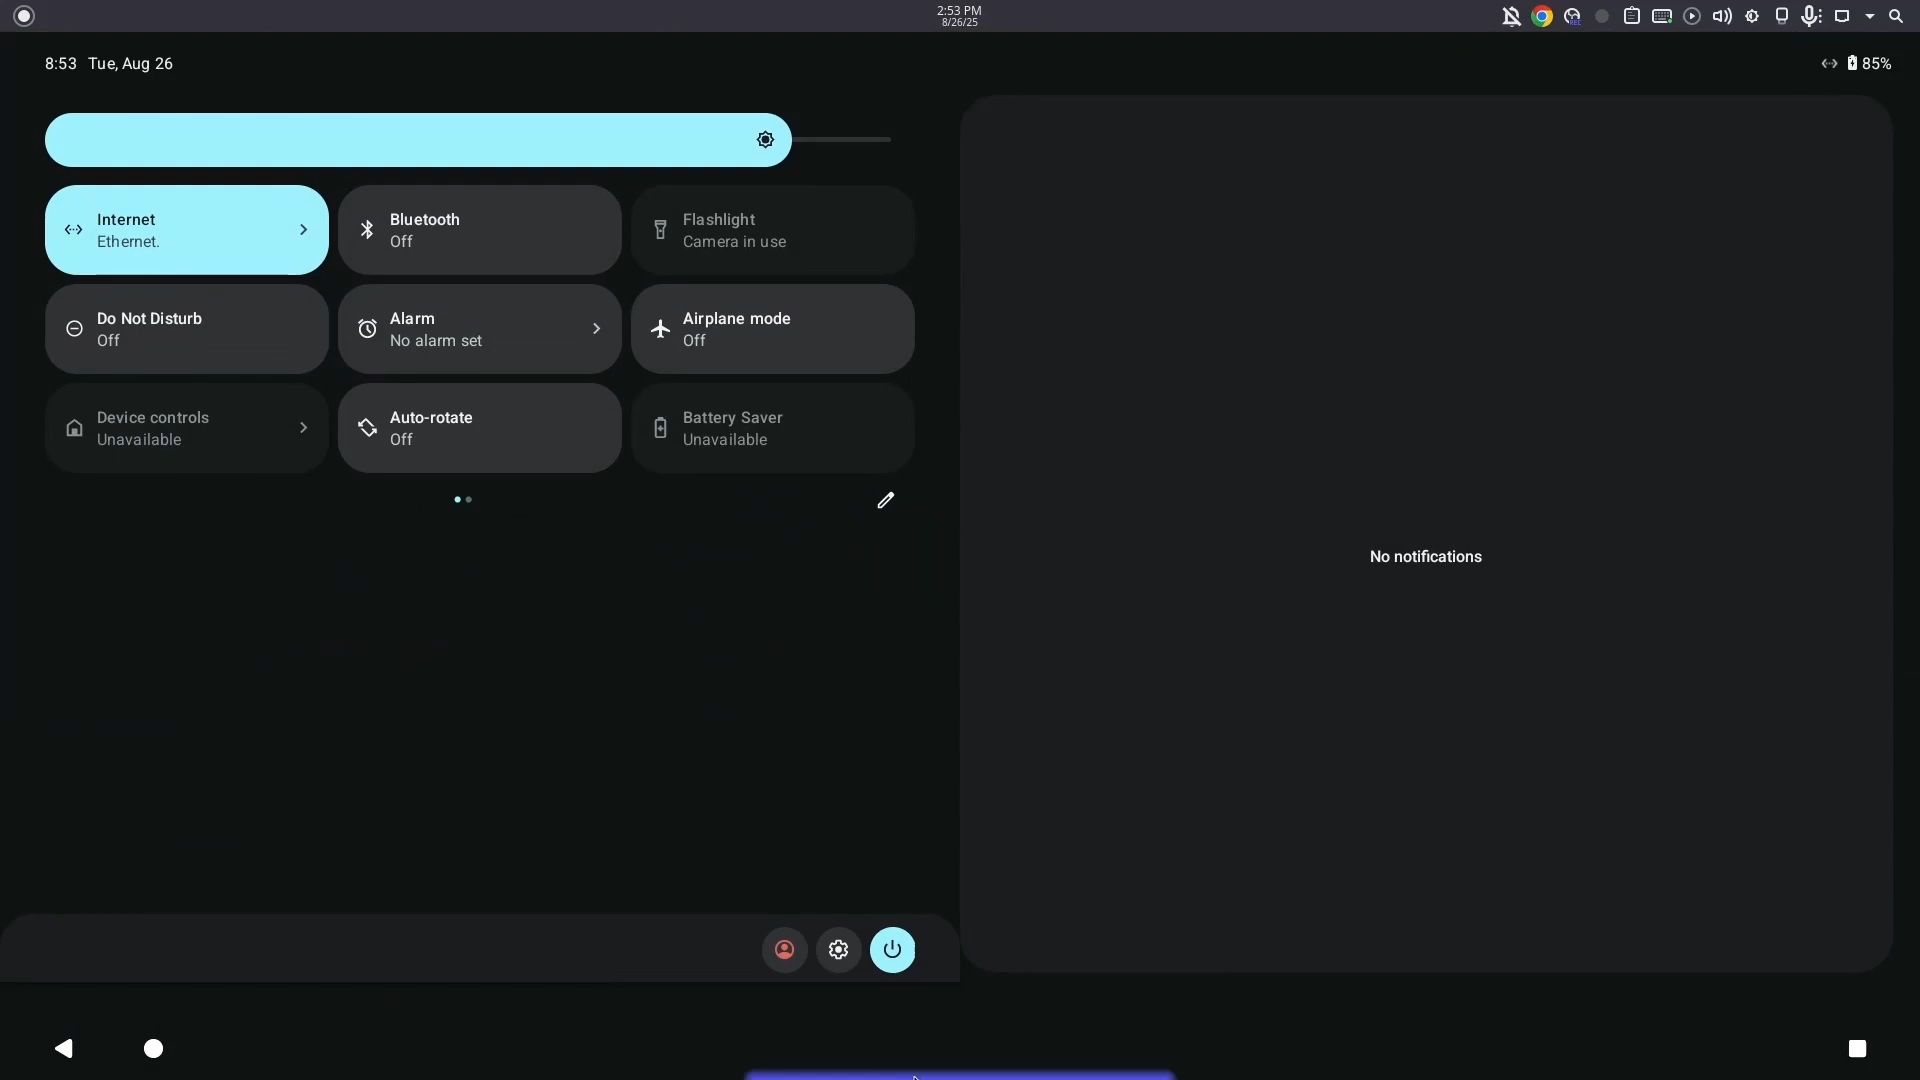 2:53 PM
8/26/25
8:53 Tue, Aug 26
85%
Internet
Ethernet.
Bluetooth
Off
Flashlight
Camera in use
Do Not Disturb
Off
Alarm
No alarm set
Airplane mode
Off
Device controls
Unavailable
Auto-rotate
Off
Battery Saver
Unavailable
No notifications